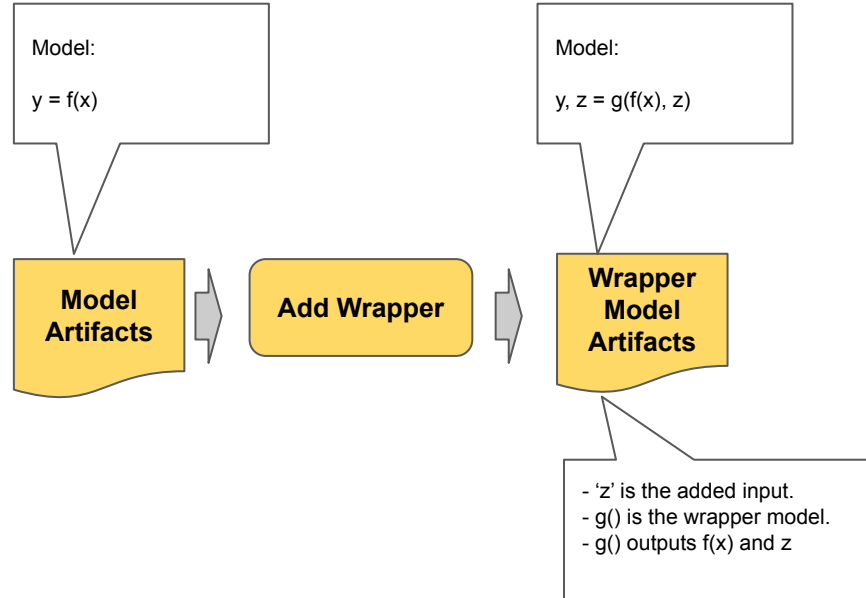 Model:
y = f(x)
Model:
y, z = g(f(x), z)
Model
Artifacts
Add Wrapper
Wrapper
Model
Artifacts
- ‘z’ is the added input.
- g() is the wrapper model.
- g() outputs f(x) and z